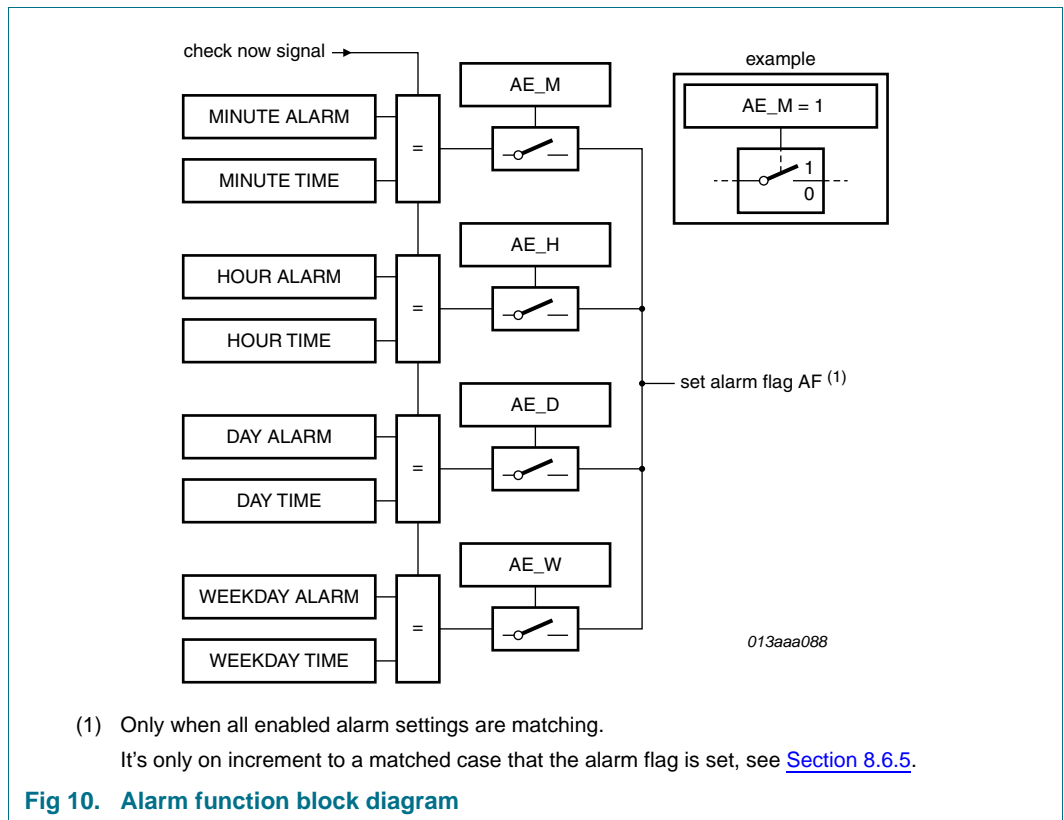 check now signal
example
AE_M
AE_M = 1
MINUTE ALARM
=
MINUTE TIME
1
0
AE_H
HOUR ALARM
=
HOUR TIME
set alarm flag AF (1)
AE_D
DAY ALARM
=
DAY TIME
AE_W
WEEKDAY ALARM
=
WEEKDAY TIME
013aaa088
(1) Only when all enabled alarm settings are matching.
It's only on increment to a matched case that the alarm flag is set, see Section 8.6.5.
Fig 10. Alarm function block diagram